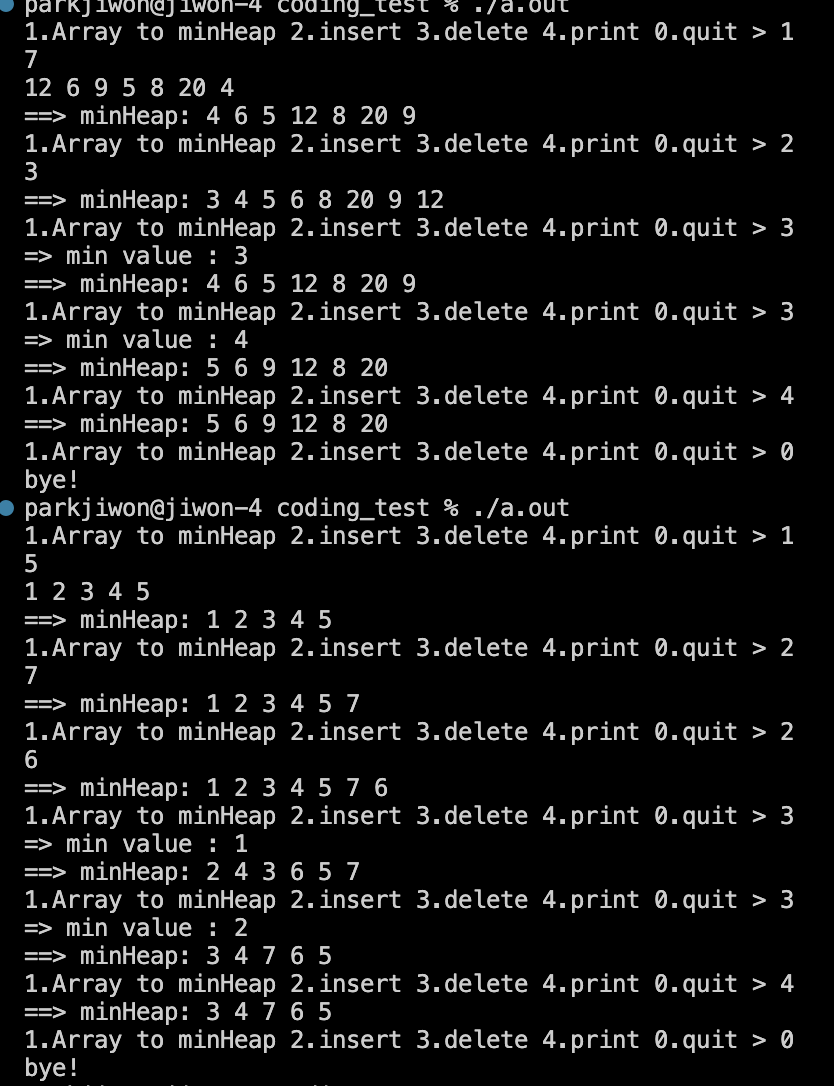 parkjiwon@jiwon-4 coding_test % ./a.out
1.Array to minHeap 2.insert 3.delete 4.print 0.quit > 1
7
12 6 9 5 8 20 4
==> minHeap: 4 6 5 12 8 20 9
1.Array to minHeap 2.insert 3.delete 4.print 0.quit > 2
3
==> minHeap: 3 4 5 6 8 20 9 12
1.Array to minHeap 2.insert 3.delete 4.print 0.quit > 3
=> min value : 3
==> minHeap: 4 6 5 12 8 20 9
1.Array to minHeap 2.insert 3.delete 4.print 0.quit > 3
=> min value : 4
==> minHeap: 5 6 9 12 8 20
1.Array to minHeap 2.insert 3.delete 4.print 0.quit > 4
==> minHeap: 5 6 9 12 8 20
1.Array to minHeap 2.insert 3.delete 4.print 0.quit > 0
bye!
parkjiwon@jiwon-4 coding_test % ./a.out
1.Array to minHeap 2.insert 3.delete 4.print 0.quit > 1
5
1 2 3 4 5
==> minHeap: 1 2 3 4 5
1.Array to minHeap 2.insert 3.delete 4.print 0.quit > 2
7
==> minHeap: 1 2 3 4 5 7
1.Array to minHeap 2.insert 3.delete 4.print 0.quit > 2
6
==> minHeap: 1 2 3 4 5 7 6
1.Array to minHeap 2.insert 3.delete 4.print 0.quit > 3
=> min value : 1
==> minHeap: 2 4 3 6 5 7
1.Array to minHeap 2.insert 3.delete 4.print 0.quit > 3
=> min value : 2
==> minHeap: 3 4 7 6 5
1.Array to minHeap 2.insert 3.delete 4.print 0.quit > 4
==> minHeap: 3 4 7 6 5
1.Array to minHeap 2.insert 3.delete 4.print 0.quit > 0
bye!